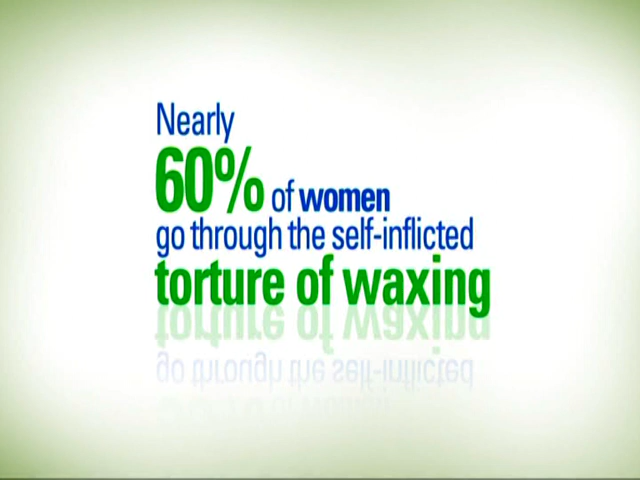 Nearly
60% of women
go through the self-inflicted
torture of waxing